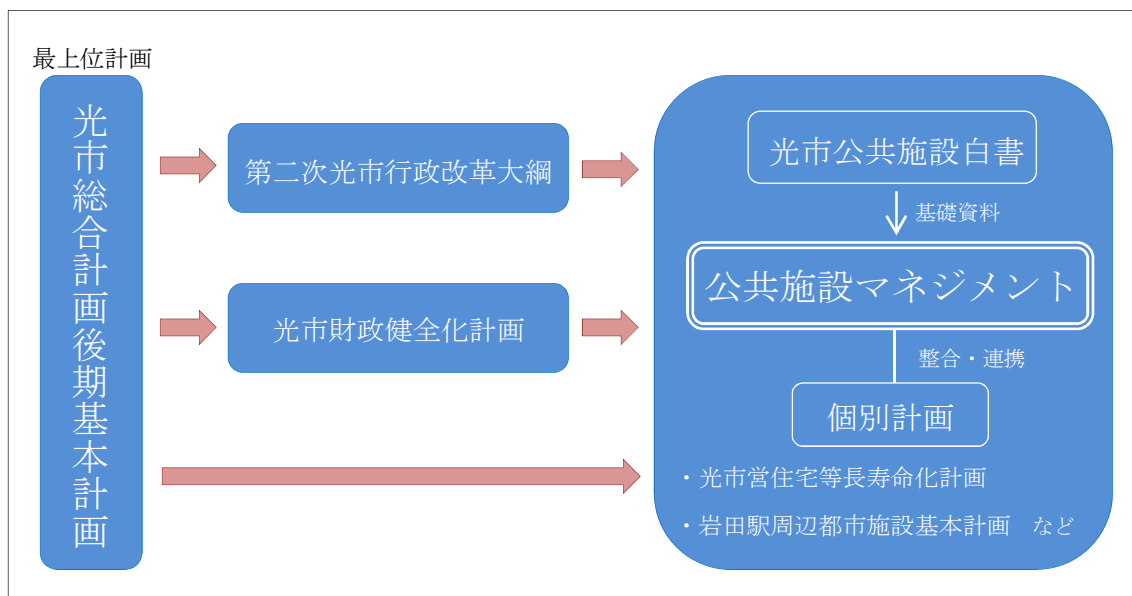 最上位計画
光市総合計画後期基本計画
第二次光市行政改革大綱
光市財政健全化計画
光市公共施設白書
基礎資料
公共施設マネジメント
整合・連携
個別計画
・光市営住宅等長寿命化計画
・岩田駅周辺都市施設基本計画　など